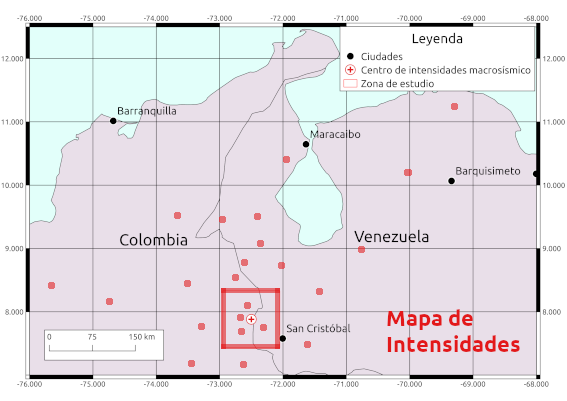 -76.000 -75.000 -74.000 -73.000 -72.000 -71.000 -70.000 -69.000 -68.000
Leyenda
Ciudades
Centro de intensidades macrosísmico
Zona de estudio
12.000 12.000
11.000 11.000
10.000 10.000
9.000 9.000
8.000 8.000
Barranquilla
Maracaibo
Barquisimeto
Colombia
Venezuela
San Cristóbal
Mapa de
Intensidades
0 75 150 km
-76.000 -75.000 -74.000 -73.000 -72.000 -71.000 -70.000 -69.000 -68.000